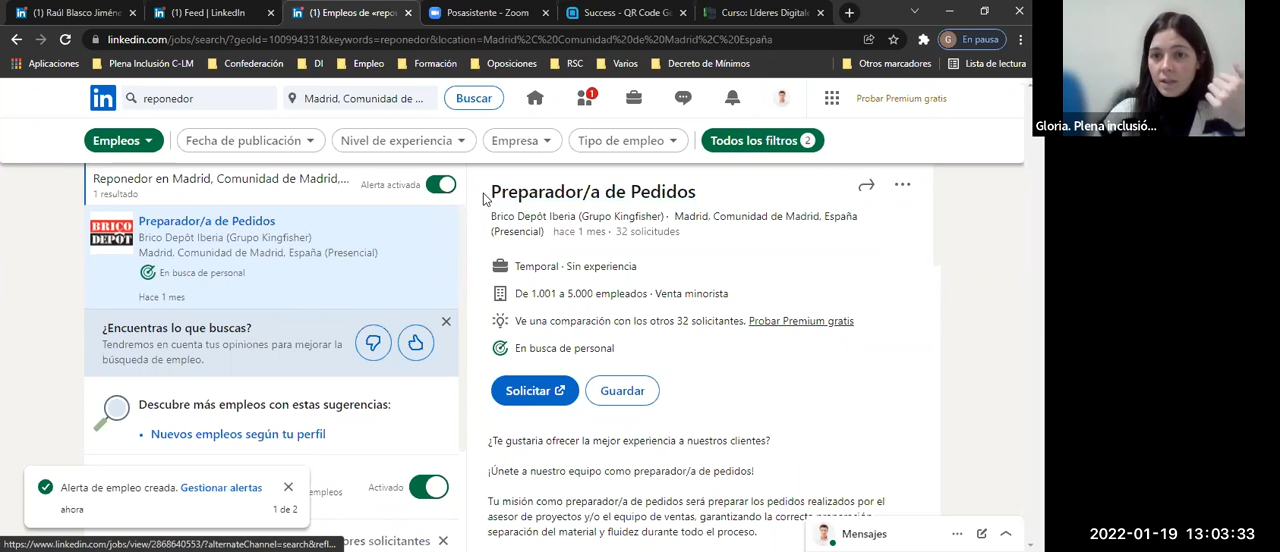 (1) Raúl Blasco Jiméne
(1) Feed | LinkedIn
(1) Empleos de «repon
Posasistente - Zoom
Success - QR Code Ge
Curso: Líderes Digitale
linkedin.com/jobs/search/?geoId=100994331&keywords=reponedor&location=Madrid%2C%20Comunidad%20de%20Madrid%2C%20España
G En pausa
Aplicaciones
Plena Inclusión C-LM
Confederación
DI
Empleo
Formación
Oposiciones
RSC
Varios
Decreto de Mínimos
Otros marcadores
Lista de lectura
in
reponedor
Madrid, Comunidad de ...
Buscar
1
Probar Premium gratis
Empleos
Fecha de publicación
Nivel de experiencia
Empresa
Tipo de empleo
Todos los filtros 2
Reponedor en Madrid, Comunidad de Madrid,...
1 resultado
Alerta activada
BRICO
DEPÔT
Preparador/a de Pedidos
Brico Depôt Iberia (Grupo Kingfisher)
Madrid, Comunidad de Madrid, España (Presencial)
En busca de personal
Hace 1 mes
¿Encuentras lo que buscas?
Tendremos en cuenta tus opiniones para mejorar la
búsqueda de empleo.
Descubre más empleos con estas sugerencias:
• Nuevos empleos según tu perfil
Alerta de empleo creada. Gestionar alertas
ahora
1 de 2
empleos
Activado
ores solicitantes
https://www.linkedin.com/jobs/view/2868640553/?alternateChannel=search&refl...
Preparador/a de Pedidos
Brico Depôt Iberia (Grupo Kingfisher) · Madrid, Comunidad de Madrid, España
(Presencial) hace 1 mes · 32 solicitudes
Temporal · Sin experiencia
De 1.001 a 5.000 empleados · Venta minorista
Ve una comparación con los otros 32 solicitantes. Probar Premium gratis
En busca de personal
Solicitar
Guardar
¿Te gustaria ofrecer la mejor experiencia a nuestros clientes?
¡Únete a nuestro equipo como preparador/a de pedidos!
Tu misión como preparador/a de pedidos será preparar los pedidos realizados por el
asesor de proyectos y/o el equipo de ventas, garantizando la correcta
separación del material y fluidez durante todo el proceso.
Mensajes
Gloria. Plena inclusió...
2022-01-19 13:03:33